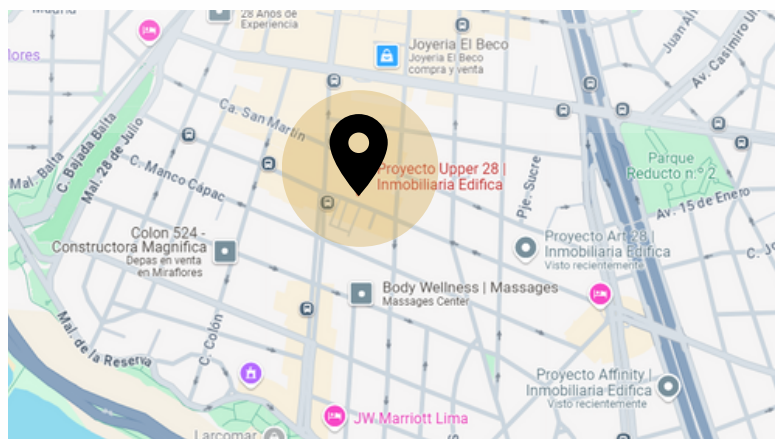 28 Años de
Experiencia
Joyeria El Beco
Joyería El Beco
compra y venta
Juan
Av. Casimiro Ul
lores
Ca. San Martín
C. Bajada Balta
Mal. 28 de Julio
Mal. Balta
C. Manco Capac
Proyecto Upper 28 |
Inmobiliaria Edifica
Pje. Sucre
Parque
Reducto n.º 2
Av. 15 de Enero
Colon 524 -
Constructora Magnifica
Depas en venta
en Miraflores
Proyecto Art 28 |
Inmobiliaria Edifica
Visto recientemente
Body Wellness | Massages
Massages Center
C. Colón
Mal. de la Reserva
Proyecto Affinity |
Inmobiliaria Edifica
Visto recientemente
JW Marriott Lima
Larcomar